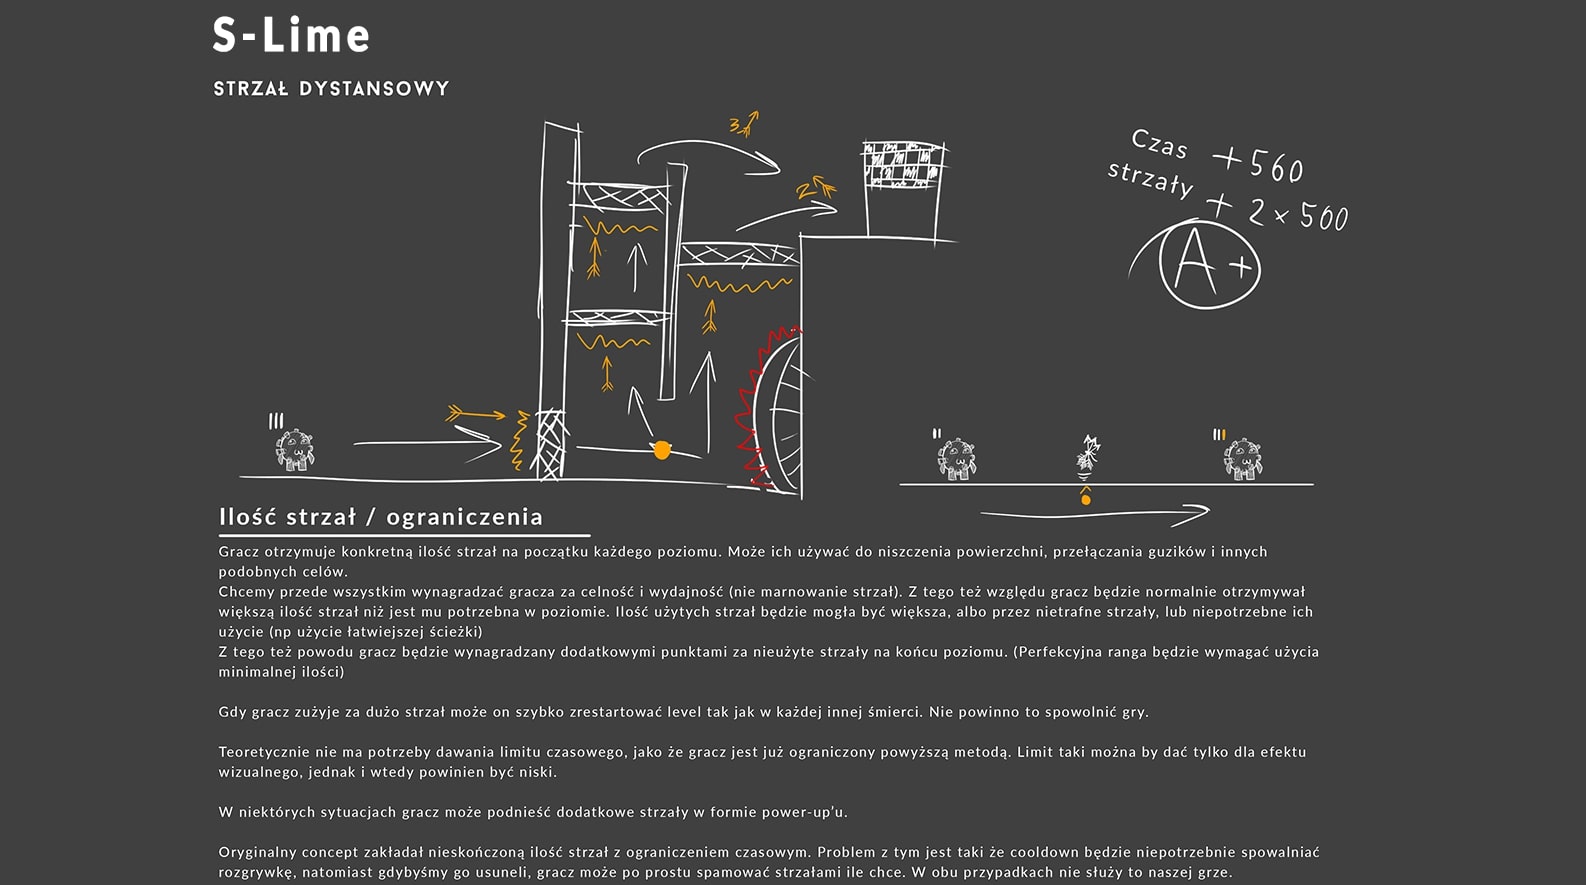 S-Lime
STRZAŁ DYSTANSOWY
3
2
Czas +560
strzały + 2 × 500
A+
Ilość strzał / ograniczenia
Gracz otrzymuje konkretną ilość strzał na początku każdego poziomu. Może ich używać do niszczenia powierzchni, przełączania guzików i innych
podobnych celów.
Chcemy przede wszystkim wynagradzać gracza za celność i wydajność (nie marnowanie strzał). Z tego też względu gracz będzie normalnie otrzymywał
większą ilość strzał niż jest mu potrzebna w poziomie. Ilość użytych strzał będzie mogła być większa, albo przez nietrafne strzały, lub niepotrzebne ich
użycie (np użycie łatwiejszej ścieżki)
Z tego też powodu gracz będzie wynagradzany dodatkowymi punktami za nieużyte strzały na końcu poziomu. (Perfekcyjna ranga będzie wymagać użycia
minimalnej ilości)
Gdy gracz zużyje za dużo strzał może on szybko zrestartować level tak jak w każdej innej śmierci. Nie powinno to spowolnić gry.
Teoretycznie nie ma potrzeby dawania limitu czasowego, jako że gracz jest już ograniczony powyższą metodą. Limit taki można by dać tylko dla efektu
wizualnego, jednak i wtedy powinien być niski.
W niektórych sytuacjach gracz może podnieść dodatkowe strzały w formie power-up’u.
Oryginalny concept zakładał nieskończoną ilość strzał z ograniczeniem czasowym. Problem z tym jest taki że cooldown będzie niepotrzebnie spowalniać
rozgrywkę, natomiast gdybyśmy go usuneli, gracz może po prostu spamować strzałami ile chce. W obu przypadkach nie służy to naszej grze.